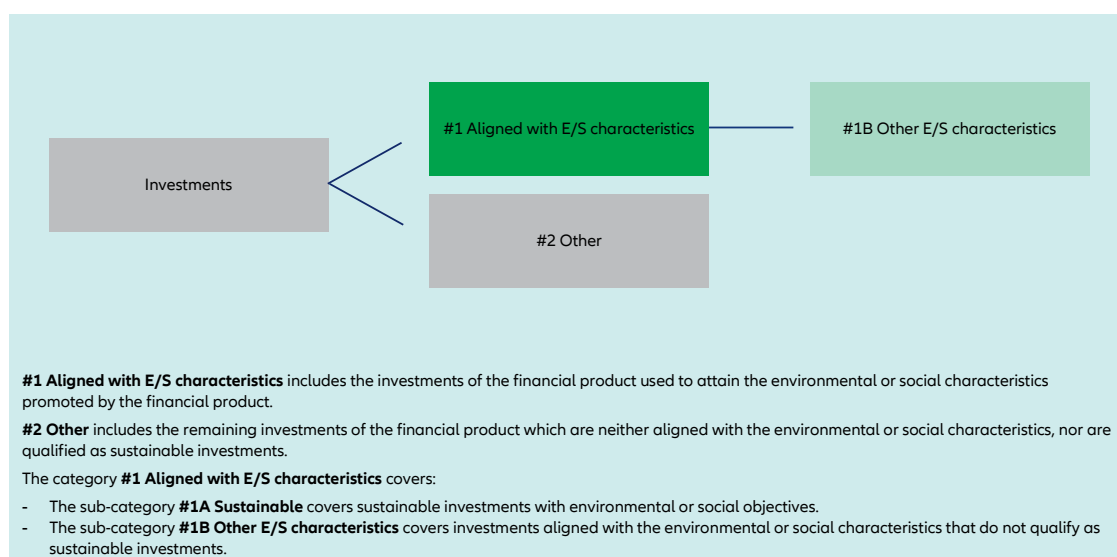 #1 Aligned with E/S characteristics
#1B Other E/S characteristics
Investments
#2 Other
#1 Aligned with E/S characteristics includes the investments of the financial product used to attain the environmental or social characteristics
promoted by the financial product.
#2 Other includes the remaining investments of the financial product which are neither aligned with the environmental or social characteristics, nor are
qualified as sustainable investments.
The category #1 Aligned with E/S characteristics covers:
- The sub-category #1A Sustainable covers sustainable investments with environmental or social objectives.
- The sub-category #1B Other E/S characteristics covers investments aligned with the environmental or social characteristics that do not qualify as
sustainable investments.